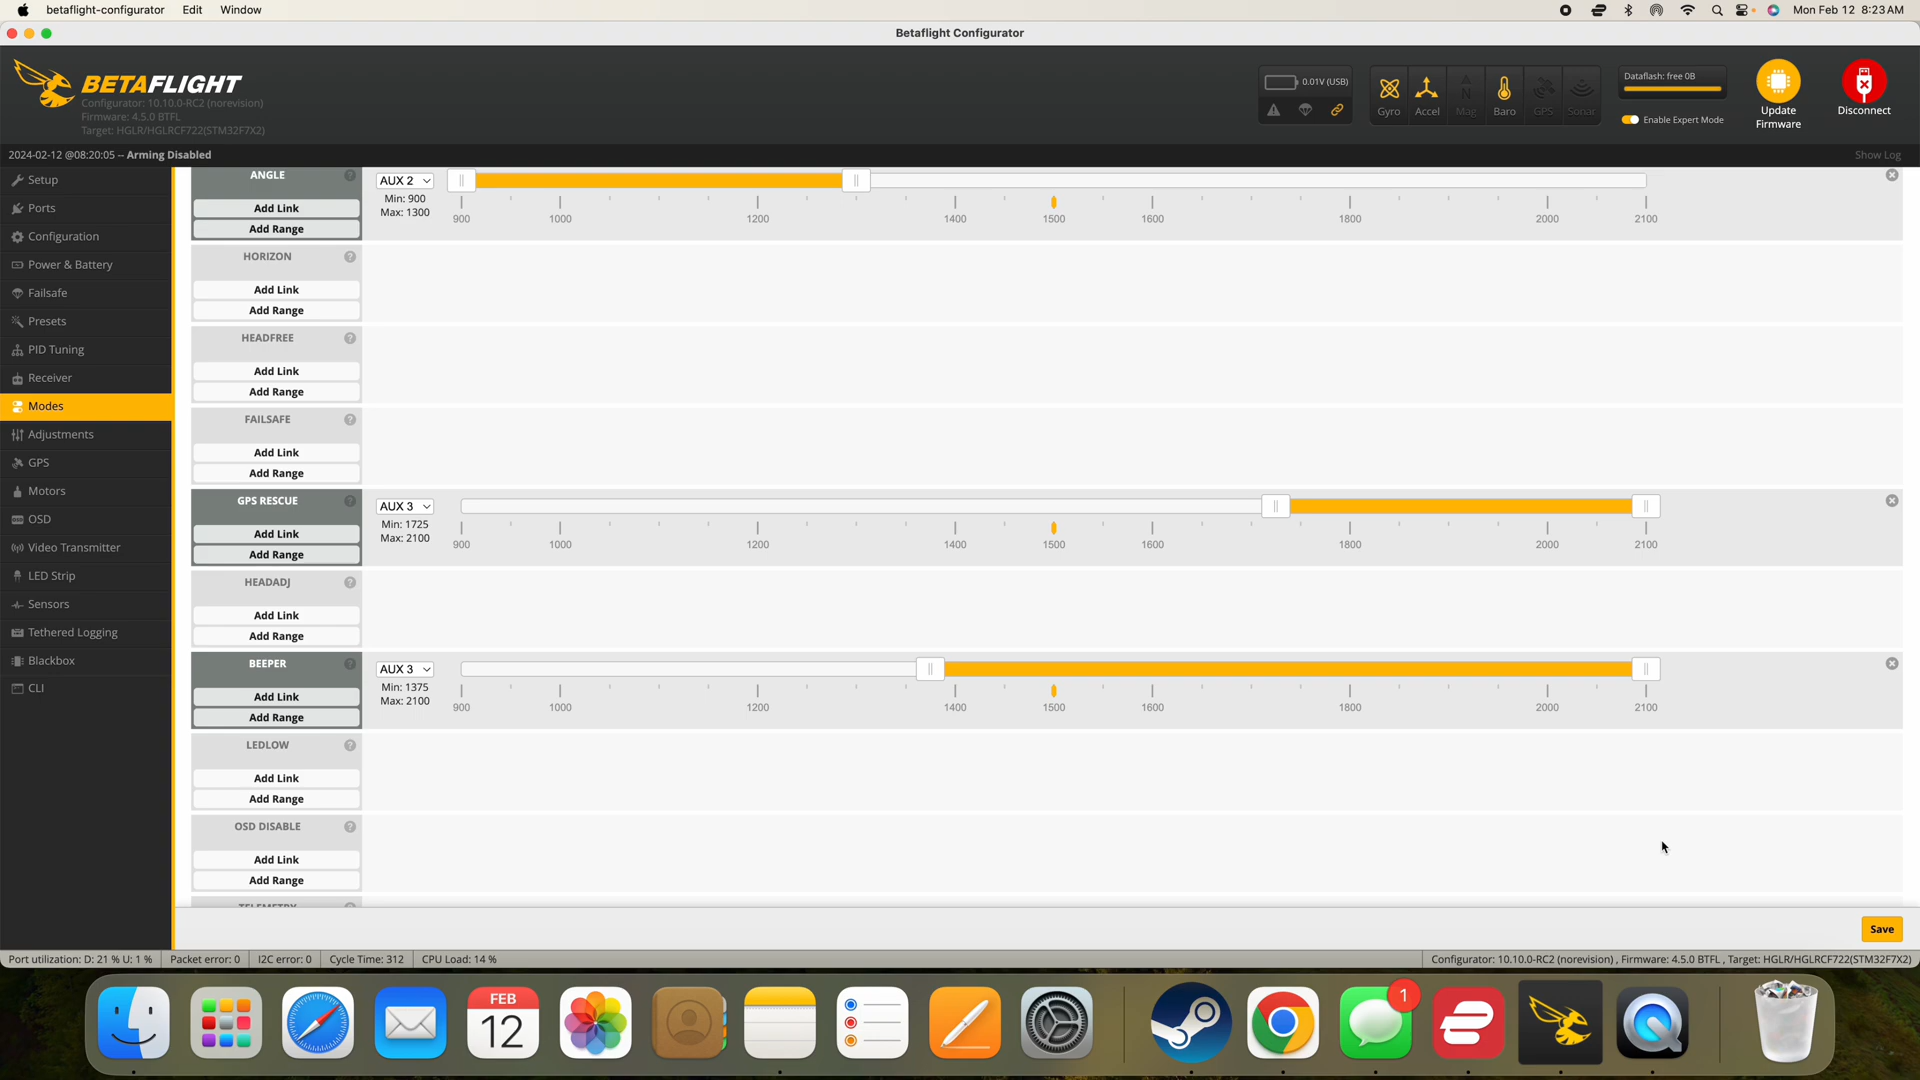 betaflight-configurator Edit Window Mon Feb 12 8:23 AM
Betaflight Configurator
BETAFLIGHT
Configurator: 10.10.0-RC2 (norevision)
Firmware: 4.5.0 BTFL
Target: HGLR/HGLRCF722(STM32F7X2)
0.01V (USB)
Gyro Accel Mag Baro GPS Sonar
Dataflash: free 0B
Enable Expert Mode
Update
Firmware
Disconnect
2024-02-12 @08:20:05 -- Arming Disabled Show Log
Setup
Ports
Configuration
Power & Battery
Failsafe
Presets
PID Tuning
Receiver
Modes
Adjustments
GPS
Motors
OSD
Video Transmitter
LED Strip
Sensors
Tethered Logging
Blackbox
CLI
ANGLE ?
Add Link
Add Range
AUX 2
Min: 900
Max: 1300
900 1000 1200 1400 1500 1600 1800 2000 2100
HORIZON ?
Add Link
Add Range
HEADFREE ?
Add Link
Add Range
FAILSAFE ?
Add Link
Add Range
GPS RESCUE ?
Add Link
Add Range
AUX 3
Min: 1725
Max: 2100
900 1000 1200 1400 1500 1600 1800 2000 2100
HEADADJ ?
Add Link
Add Range
BEEPER ?
Add Link
Add Range
AUX 3
Min: 1375
Max: 2100
900 1000 1200 1400 1500 1600 1800 2000 2100
LEDLOW ?
Add Link
Add Range
OSD DISABLE ?
Add Link
Add Range
TELEMETRY
Save
Port utilization: D: 21 % U: 1 % Packet error: 0 I2C error: 0 Cycle Time: 312 CPU Load: 14 % Configurator: 10.10.0-RC2 (norevision) , Firmware: 4.5.0 BTFL , Target: HGLR/HGLRCF722(STM32F7X2)
FEB
12
1